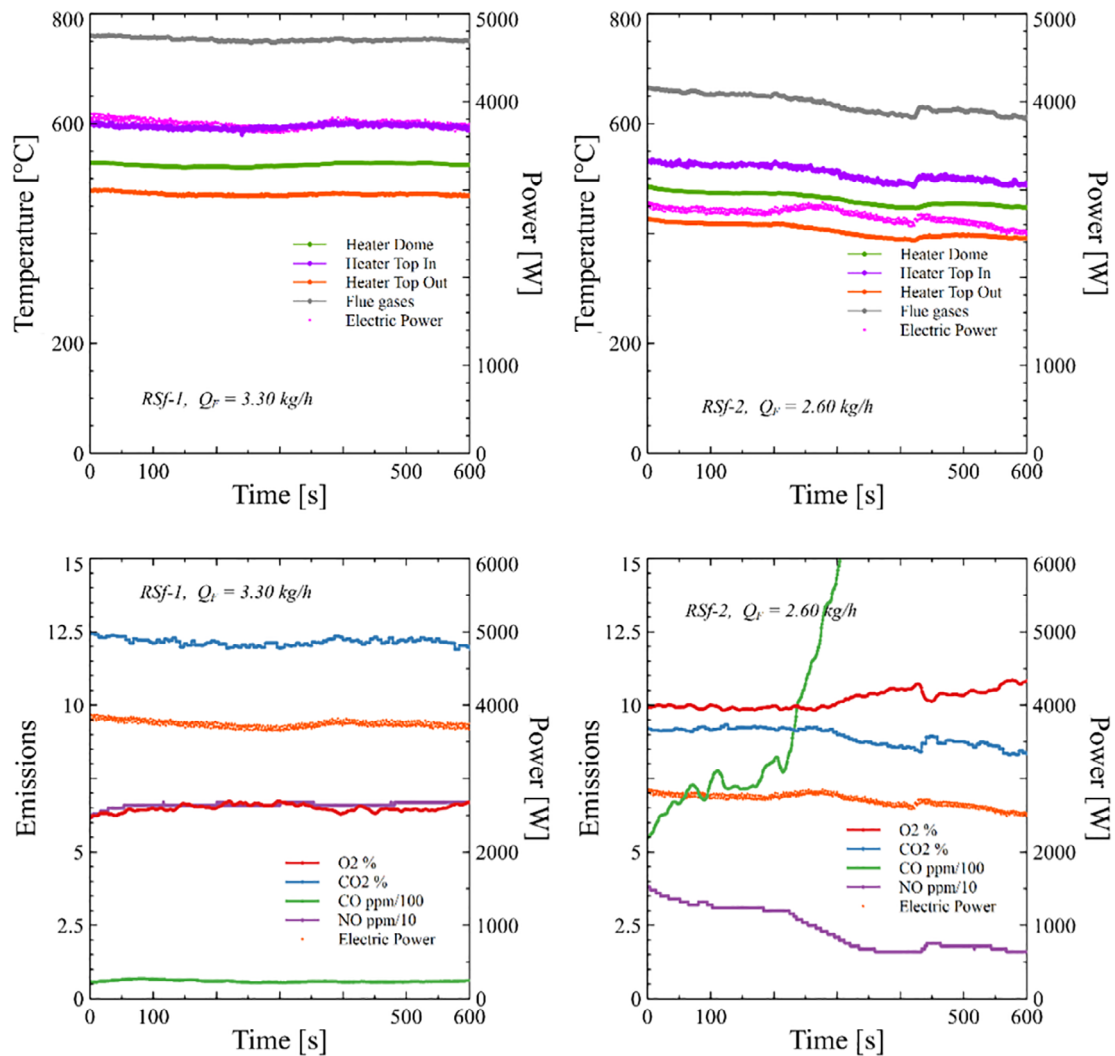 800
600
200
0
Temperature [°C]
5000
4000
1000
0
Power [W]
Heater Dome
Heater Top In
Heater Top Out
Flue gases
Electric Power
RSf-1, Q_F = 3.30 kg/h
0 100 500 600
Time [s]
800
600
200
0
Temperature [°C]
5000
4000
1000
0
Power [W]
Heater Dome
Heater Top In
Heater Top Out
Flue gases
Electric Power
RSf-2, Q_F = 2.60 kg/h
0 100 500 600
Time [s]
15
12.5
10
5
2.5
0
Emissions
6000
5000
4000
2000
1000
0
Power [W]
RSf-1, Q_F = 3.30 kg/h
O2 %
CO2 %
CO ppm/100
NO ppm/10
Electric Power
0 100 500 600
Time [s]
15
12.5
10
5
2.5
0
Emissions
6000
5000
4000
2000
1000
0
Power [W]
RSf-2, Q_F = 2.60 kg/h
O2 %
CO2 %
CO ppm/100
NO ppm/10
Electric Power
0 100 500 600
Time [s]